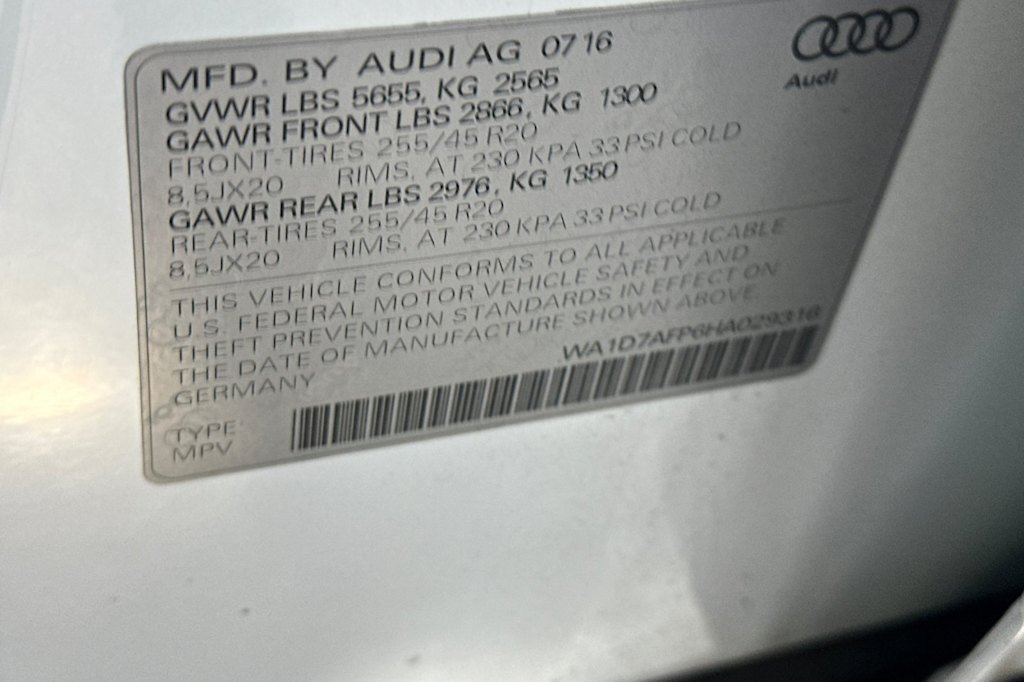 MFD. BY AUDI AG 07 16
Audi
GVWR LBS 5655, KG 2565
GAWR FRONT LBS 2866, KG 1300
FRONT-TIRES 255/45 R20
8,5JX20 RIMS, AT 230 KPA 33 PSI COLD
GAWR REAR LBS 2976, KG 1350
REAR-TIRES 255/45 R20
8,5JX20 RIMS, AT 230 KPA 33 PSI COLD
THIS VEHICLE CONFORMS TO ALL APPLICABLE
U.S. FEDERAL MOTOR VEHICLE SAFETY AND
THEFT PREVENTION STANDARDS IN EFFECT ON
THE DATE OF MANUFACTURE SHOWN ABOVE
GERMANY
WA1D7AFP6HA029316
TYPE
MPV